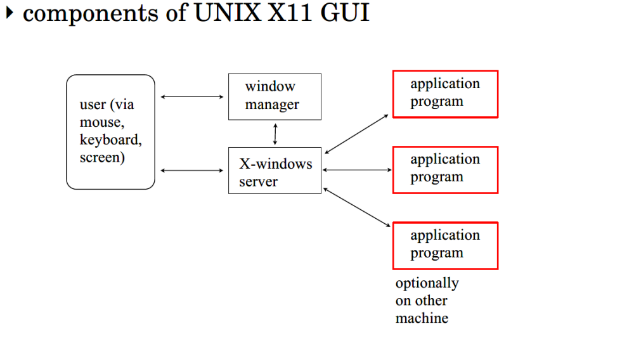 components of UNIX X11 GUI
user (via
mouse,
keyboard,
screen)
window
manager
X-windows
server
application
program
application
program
application
program
optionally
on other
machine